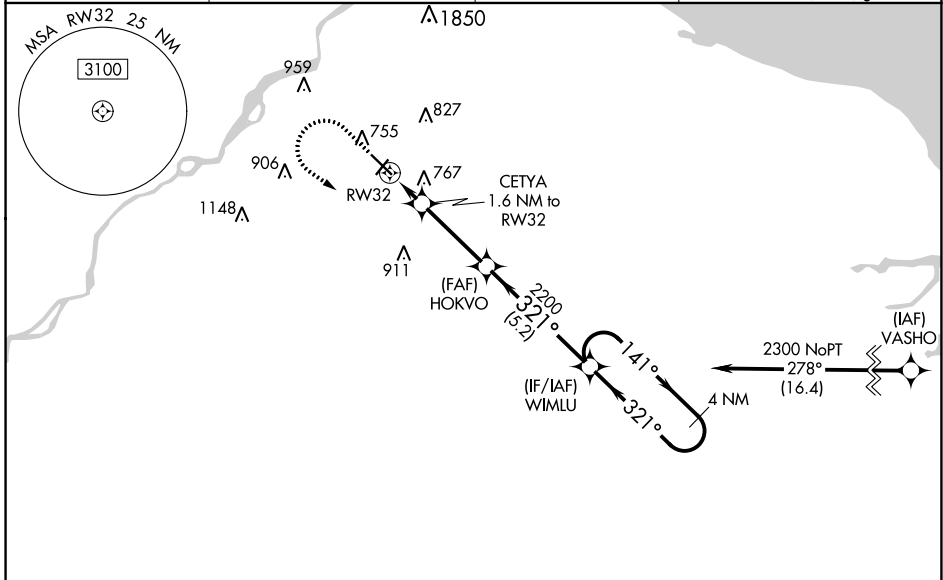 MSA RW32 25 NM
3100
1850
959
827
755
906
767
RW32
CETYA
1.6 NM to
RW32
1148
911
(FAF)
HOKVO
2200
321°
(5.2)
(IAF)
VASHO
2300 NoPT
278°
(16.4)
141°
(IF/IAF)
WIMLU
4 NM
321°